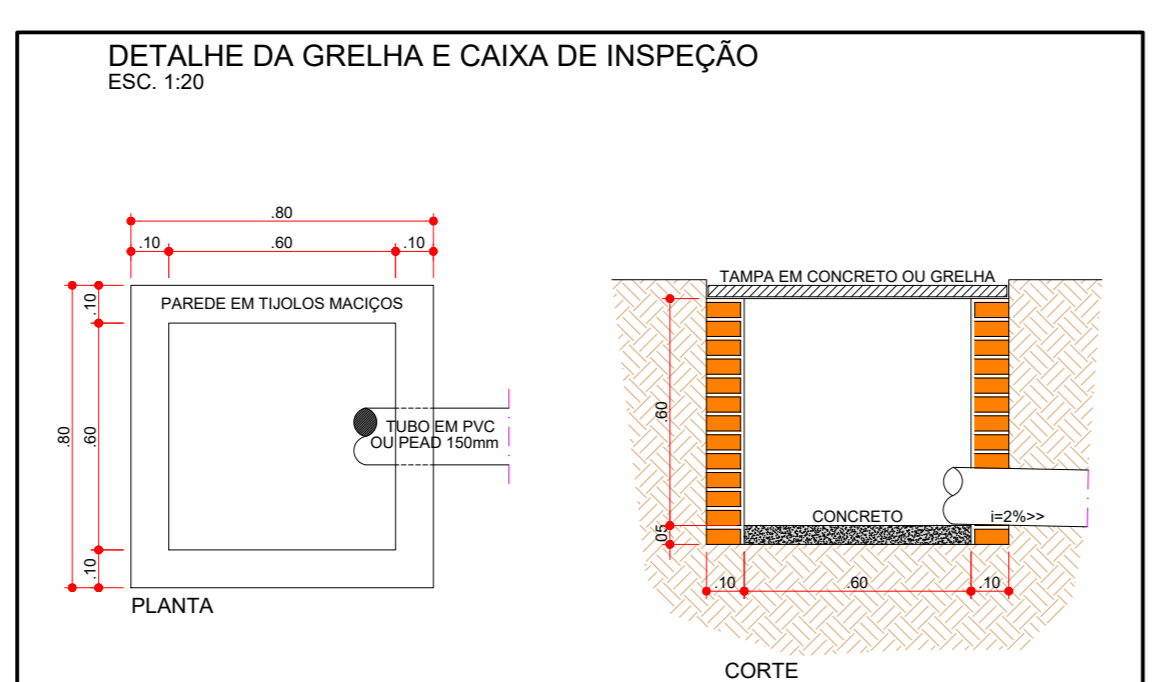 DETALHE DA GRELHA E CAIXA DE INSPEÇÃO
ESC. 1:20
.80
.10
.60
.10
PAREDE EM TIJOLOS MACIÇOS
.10
.80
.60
.10
TUBO EM PVC
OU PEAD 150mm
PLANTA
TAMPA EM CONCRETO OU GRELHA
.60
CONCRETO
i=2%>>
.05
.10
.60
.10
CORTE